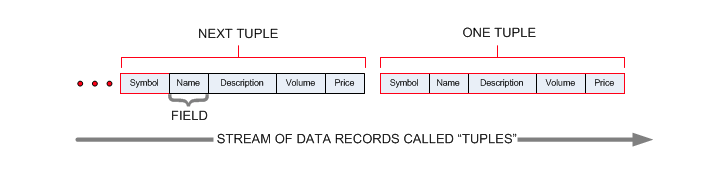 NEXT TUPLE
ONE TUPLE
Symbol Name Description Volume Price
Symbol Name Description Volume Price
FIELD
STREAM OF DATA RECORDS CALLED “TUPLES”